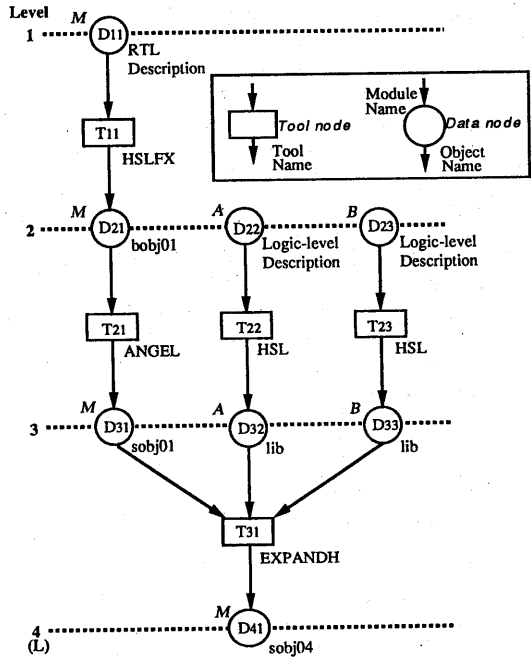 Level
1
M
D11
RTL
Description
T11
HSLFX
Tool node
Tool
Name
Module
Name
Data node
Object
Name
2
M
D21
bobj01
A
D22
Logic-level
Description
B
D23
Logic-level
Description
T21
ANGEL
T22
HSL
T23
HSL
3
M
D31
sobj01
A
D32
lib
B
D33
lib
T31
EXPANDH
4
(L)
M
D41
sobj04